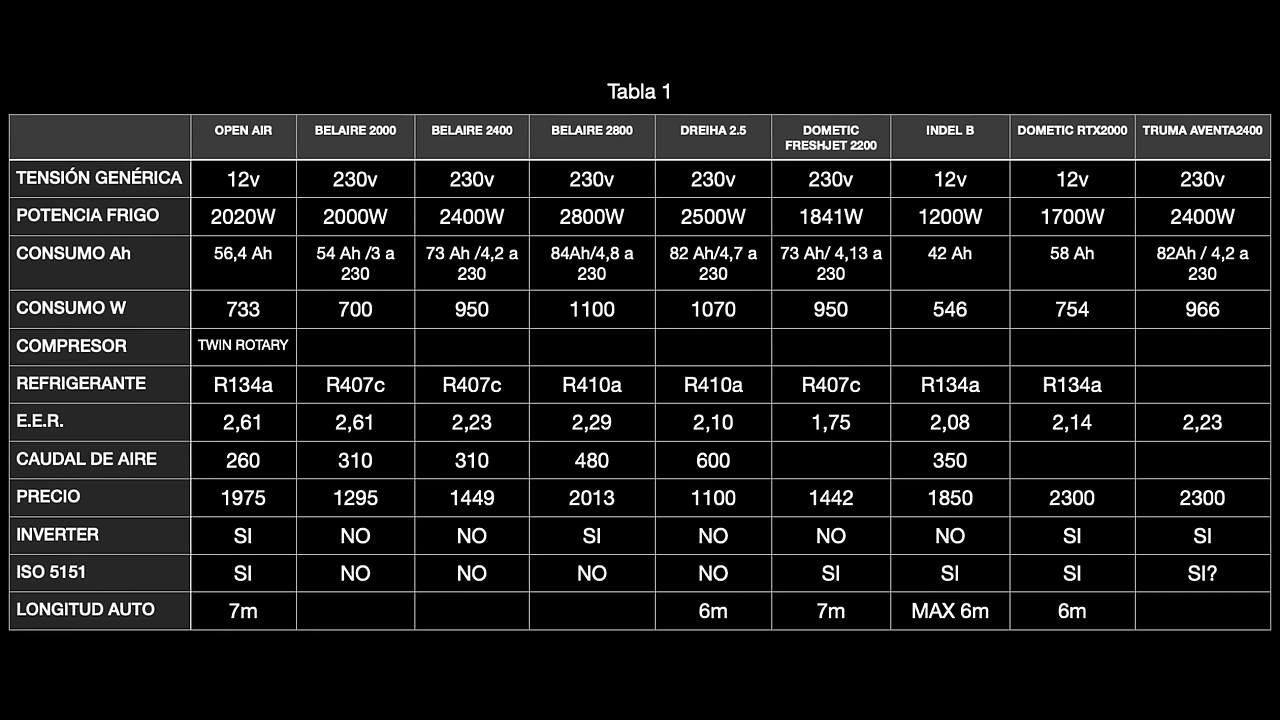 Tabla 1
OPEN AIR BELAIRE 2000 BELAIRE 2400 BELAIRE 2800 DREIHA 2.5 DOMETIC FRESHJET 2200 INDEL B DOMETIC RTX2000 TRUMA AVENTA2400
TENSIÓN GENÉRICA 12v 230v 230v 230v 230v 230v 12v 12v 230v
POTENCIA FRIGO 2020W 2000W 2400W 2800W 2500W 1841W 1200W 1700W 2400W
CONSUMO Ah 56,4 Ah 54 Ah /3 a 230 73 Ah /4,2 a 230 84Ah/4,8 a 230 82 Ah/4,7 a 230 73 Ah/ 4,13 a 230 42 Ah 58 Ah 82Ah / 4,2 a 230
CONSUMO W 733 700 950 1100 1070 950 546 754 966
COMPRESOR TWIN ROTARY
REFRIGERANTE R134a R407c R407c R410a R410a R407c R134a R134a
E.E.R. 2,61 2,61 2,23 2,29 2,10 1,75 2,08 2,14 2,23
CAUDAL DE AIRE 260 310 310 480 600 350
PRECIO 1975 1295 1449 2013 1100 1442 1850 2300 2300
INVERTER SI NO NO SI NO NO NO SI SI
ISO 5151 SI NO NO NO NO SI SI SI SI?
LONGITUD AUTO 7m 6m 7m MAX 6m 6m